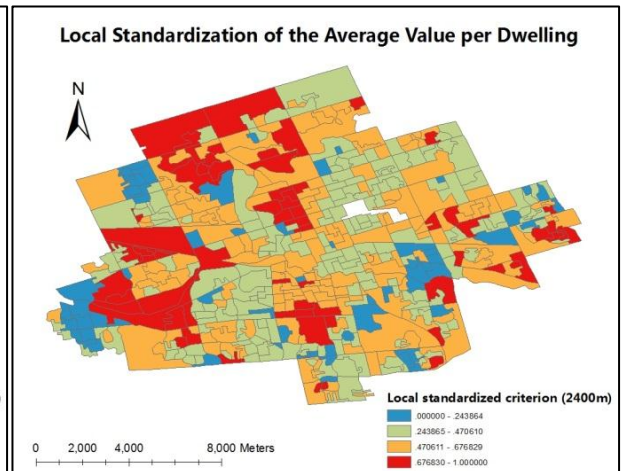 Local Standardization of the Average Value per Dwelling
N
Local standardized criterion (2400m)
.000000 - .243864
.243865 - .470610
.470611 - .676829
.676830 - 1.000000
0 2,000 4,000 8,000 Meters